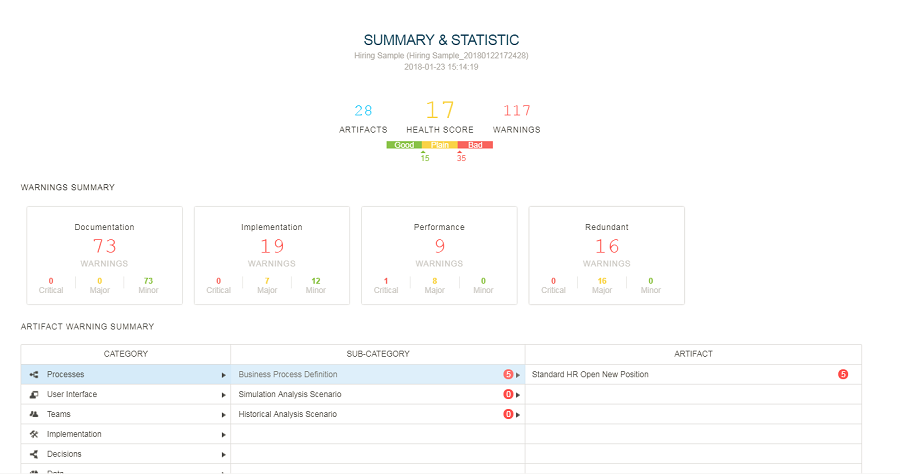 SUMMARY & STATISTIC
Hiring Sample (Hiring Sample_20180122172428)
2018-01-23 15:14:19
28 17 117
ARTIFACTS HEALTH SCORE WARNINGS
Good Plain Bad
15 35
WARNINGS SUMMARY
Documentation Implementation Performance Redundant
73 19 9 16
WARNINGS WARNINGS WARNINGS WARNINGS
0 0 73 0 7 12 1 8 0 0 16 0
Critical Major Minor Critical Major Minor Critical Major Minor Critical Major Minor
ARTIFACT WARNING SUMMARY
CATEGORY SUB-CATEGORY ARTIFACT
Processes Business Process Definition 5 Standard HR Open New Position 5
User Interface Simulation Analysis Scenario 0
Teams Historical Analysis Scenario 0
Implementation
Decisions